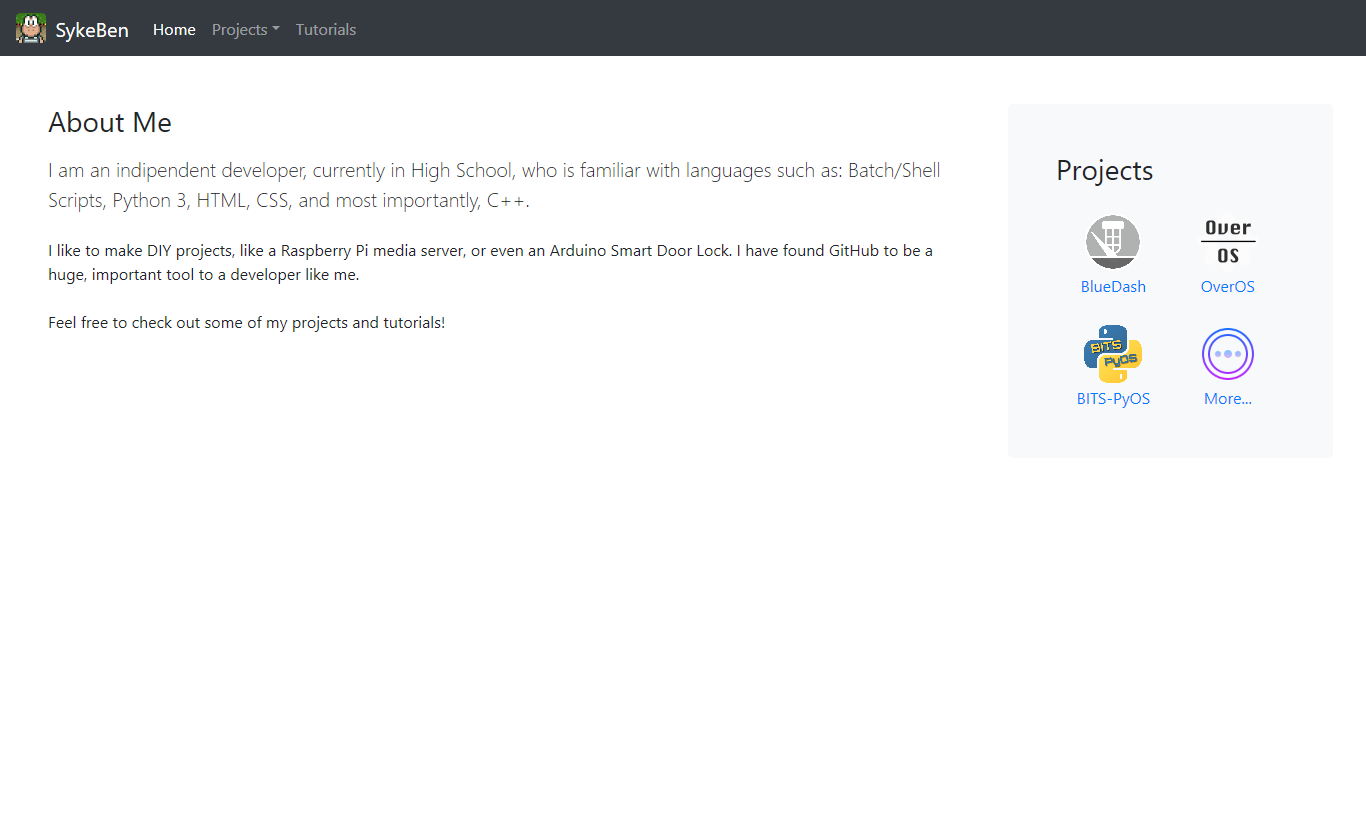 SykeBen Home Projects Tutorials
About Me
I am an indipendent developer, currently in High School, who is familiar with languages such as: Batch/Shell
Scripts, Python 3, HTML, CSS, and most importantly, C++.
I like to make DIY projects, like a Raspberry Pi media server, or even an Arduino Smart Door Lock. I have found GitHub to be a
huge, important tool to a developer like me.
Feel free to check out some of my projects and tutorials!
Projects
Over
OS
BlueDash OverOS
BITS
PyOS
BITS-PyOS More...